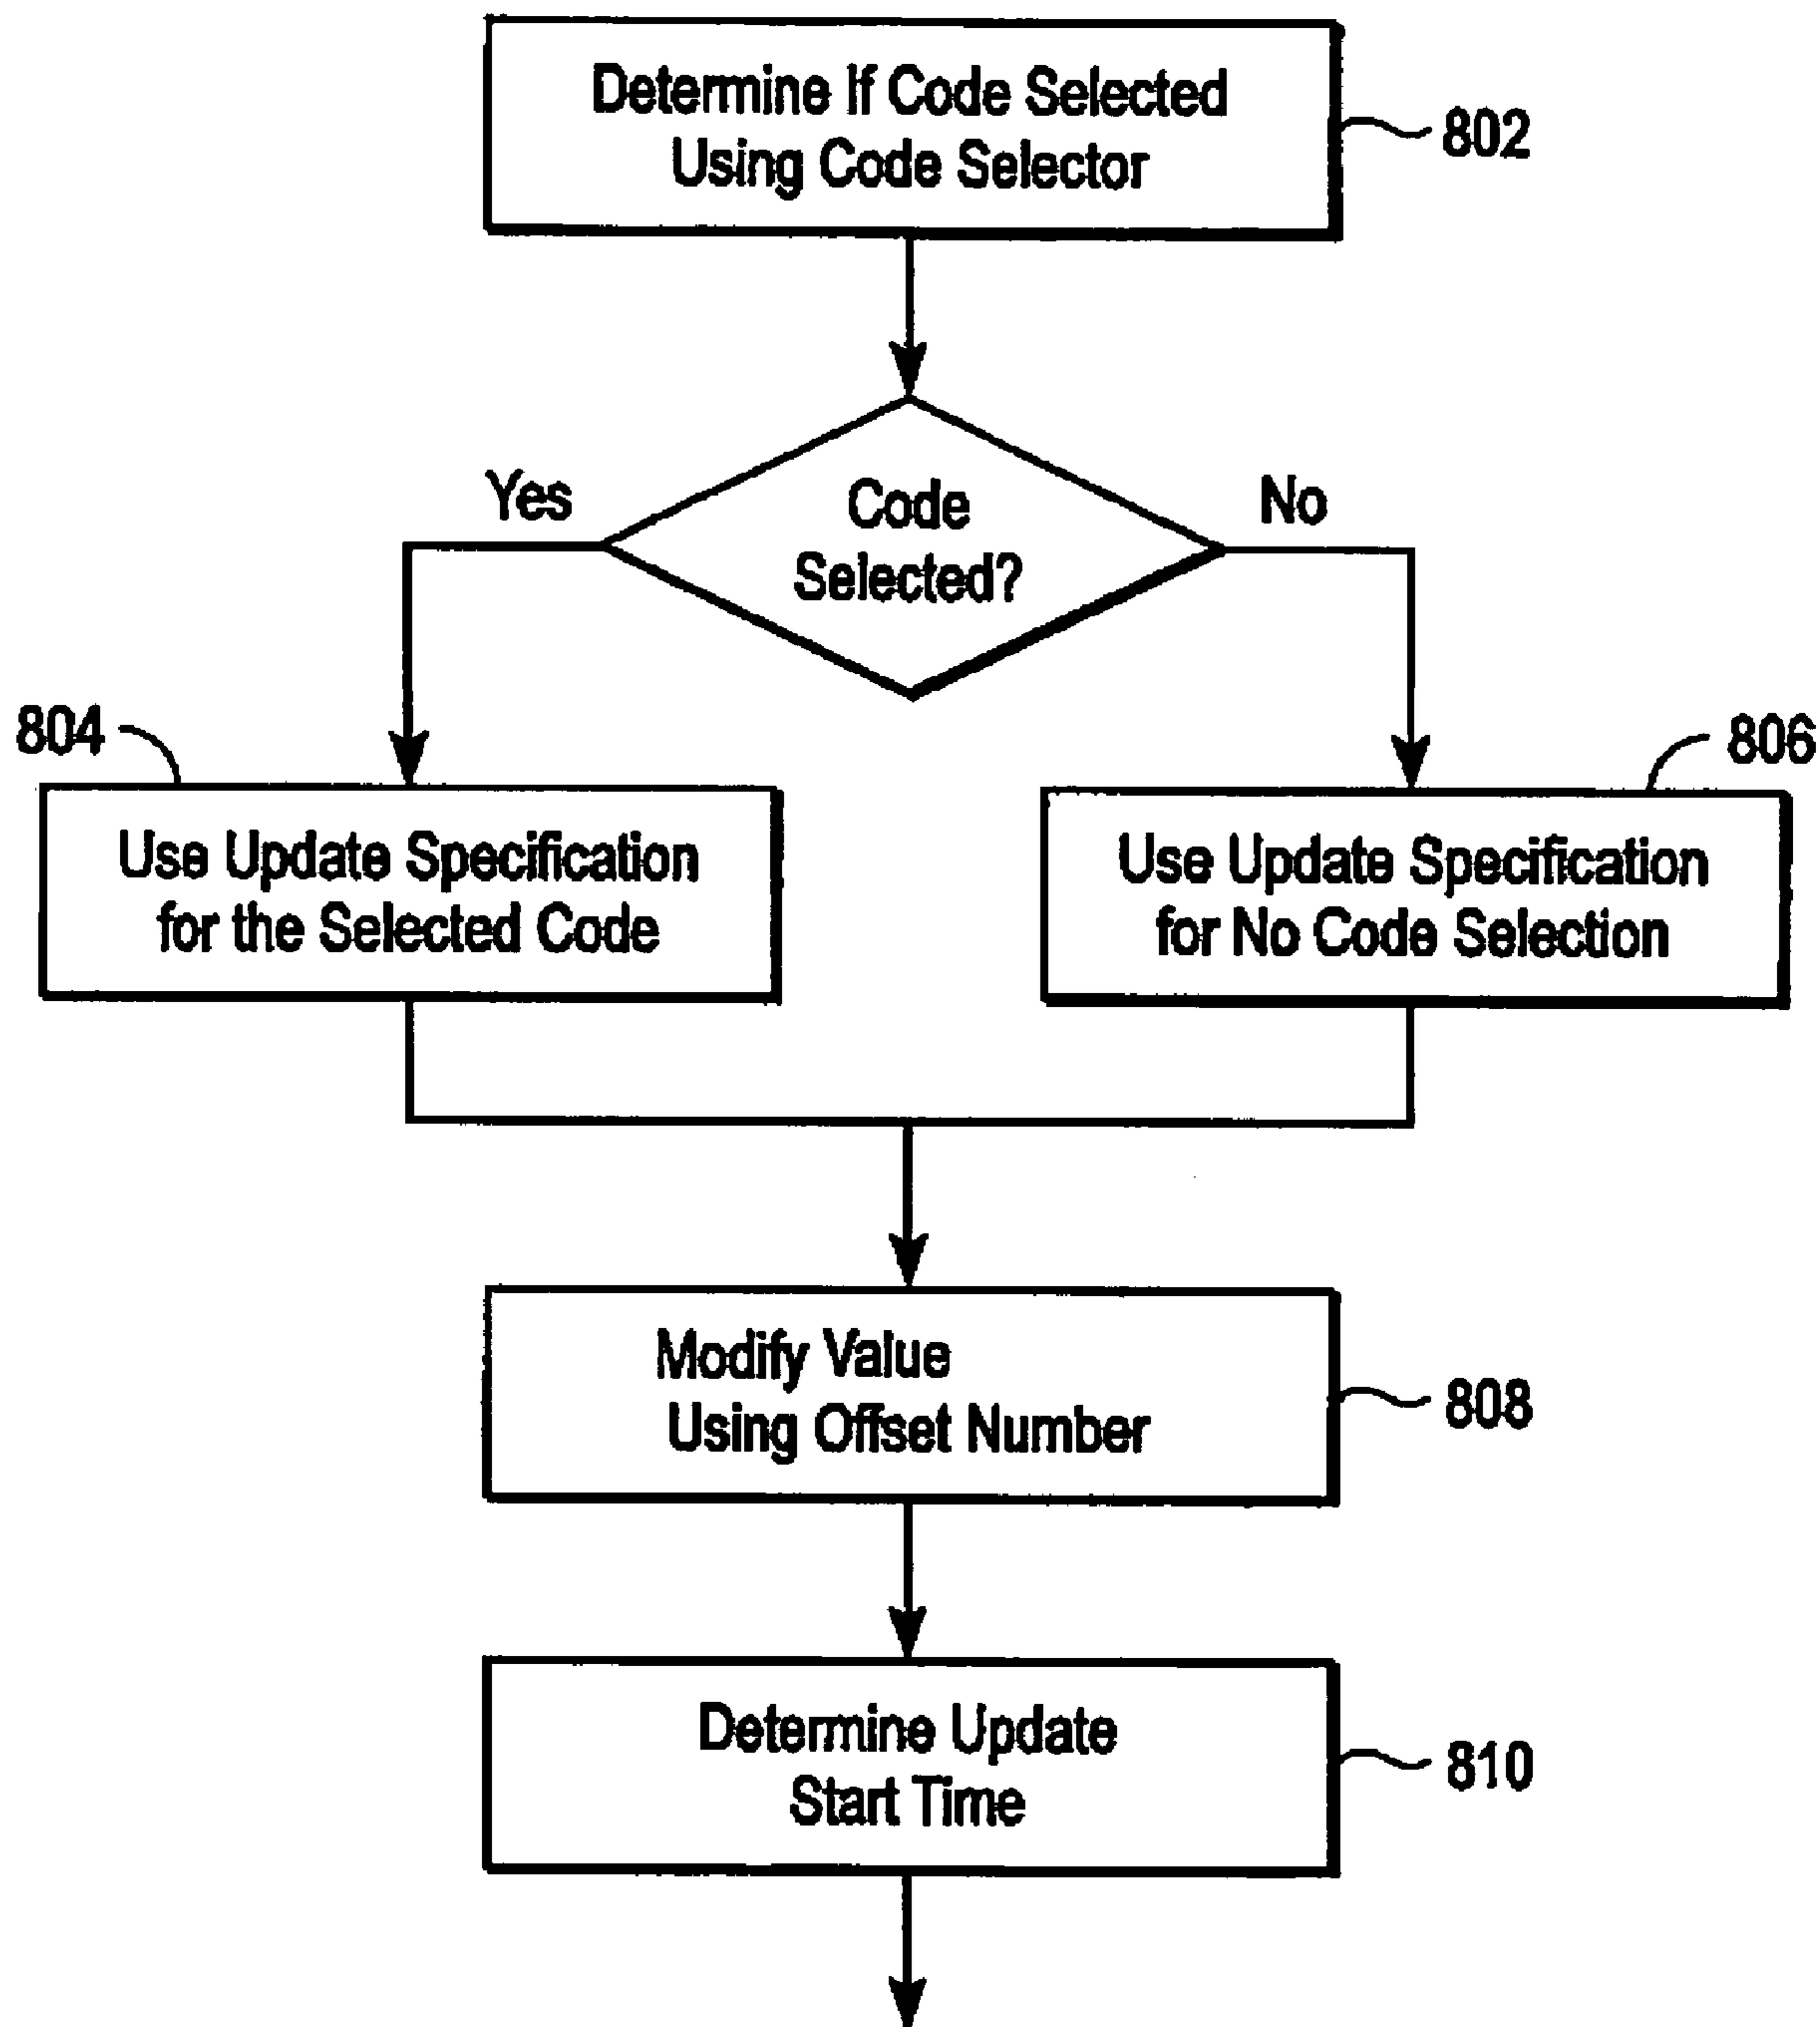 Determine If Code Selected
Using Code Selector
802
Code
Selected?
Yes
No
804
806
Use Update Specification
for the Selected Code
Use Update Specification
for No Code Selection
Modify Value
Using Offset Number
808
Determine Update
Start Time
810